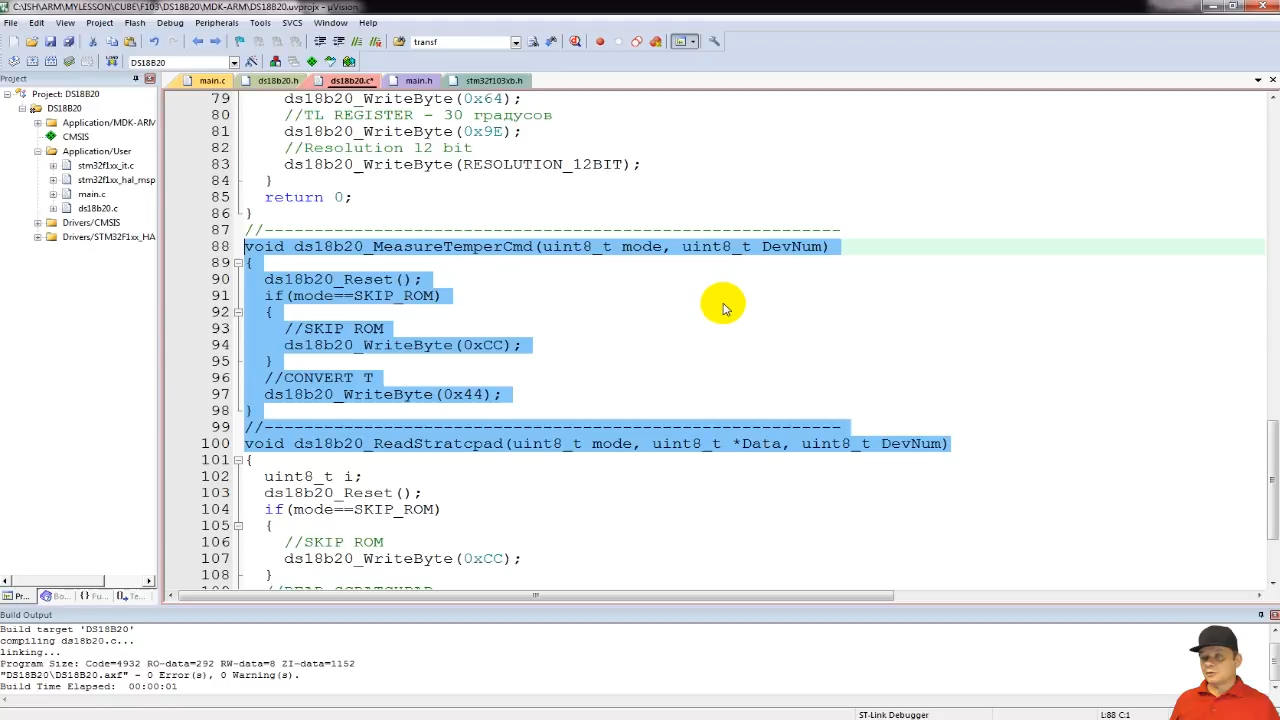 C:\ISH\ARM\MYLESSON\CUBE\F103\DS18B20\MDK-ARM\DS18B20.uvprojx - µVision
File Edit View Project Flash Debug Peripherals Tools SVCS Window Help
transf
DS18B20
Project
main.c ds18b20.h ds18b20.c* main.h stm32f103xb.h
Project: DS18B20
DS18B20
Application/MDK-ARM
CMSIS
Application/User
stm32f1xx_it.c
stm32f1xx_hal_msp
main.c
ds18b20.c
Drivers/CMSIS
Drivers/STM32F1xx_HA
79 ds18b20_WriteByte(0x64);
80 //TL REGISTER - 30 градусов
81 ds18b20_WriteByte(0x9E);
82 //Resolution 12 bit
83 ds18b20_WriteByte(RESOLUTION_12BIT);
84 }
85 return 0;
86 }
87 //------------------------------------------------------------
88 void ds18b20_MeasureTemperCmd(uint8_t mode, uint8_t DevNum)
89 {
90 ds18b20_Reset();
91 if(mode==SKIP_ROM)
92 {
93 //SKIP ROM
94 ds18b20_WriteByte(0xCC);
95 }
96 //CONVERT T
97 ds18b20_WriteByte(0x44);
98 }
99 //------------------------------------------------------------
100 void ds18b20_ReadStratcpad(uint8_t mode, uint8_t *Data, uint8_t DevNum)
101 {
102 uint8_t i;
103 ds18b20_Reset();
104 if(mode==SKIP_ROM)
105 {
106 //SKIP ROM
107 ds18b20_WriteByte(0xCC);
108 }
109 //READ SCRATCHPAD
Pr... Bo... {} Fu... Te...
Build Output
Build target 'DS18B20'
compiling ds18b20.c...
linking...
Program Size: Code=4932 RO-data=292 RW-data=8 ZI-data=1152
"DS18B20\DS18B20.axf" - 0 Error(s), 0 Warning(s).
Build Time Elapsed: 00:00:01
ST-Link Debugger L:88 C:1